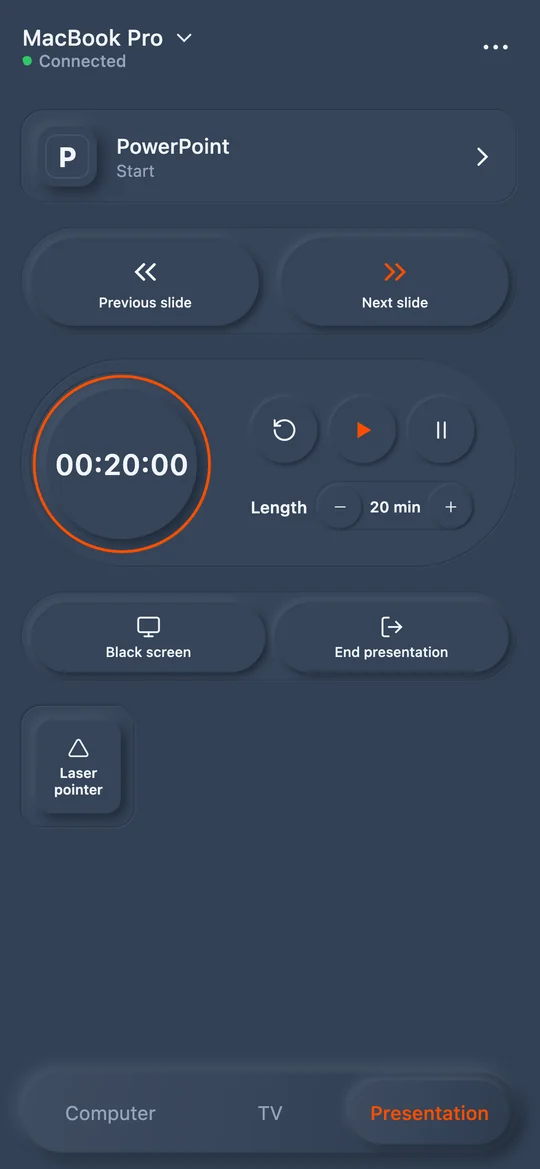 MacBook Pro
Connected
P
PowerPoint
Start
Previous slide
Next slide
00:20:00
Length
20 min
Black screen
End presentation
Laser
pointer
Computer
TV
Presentation